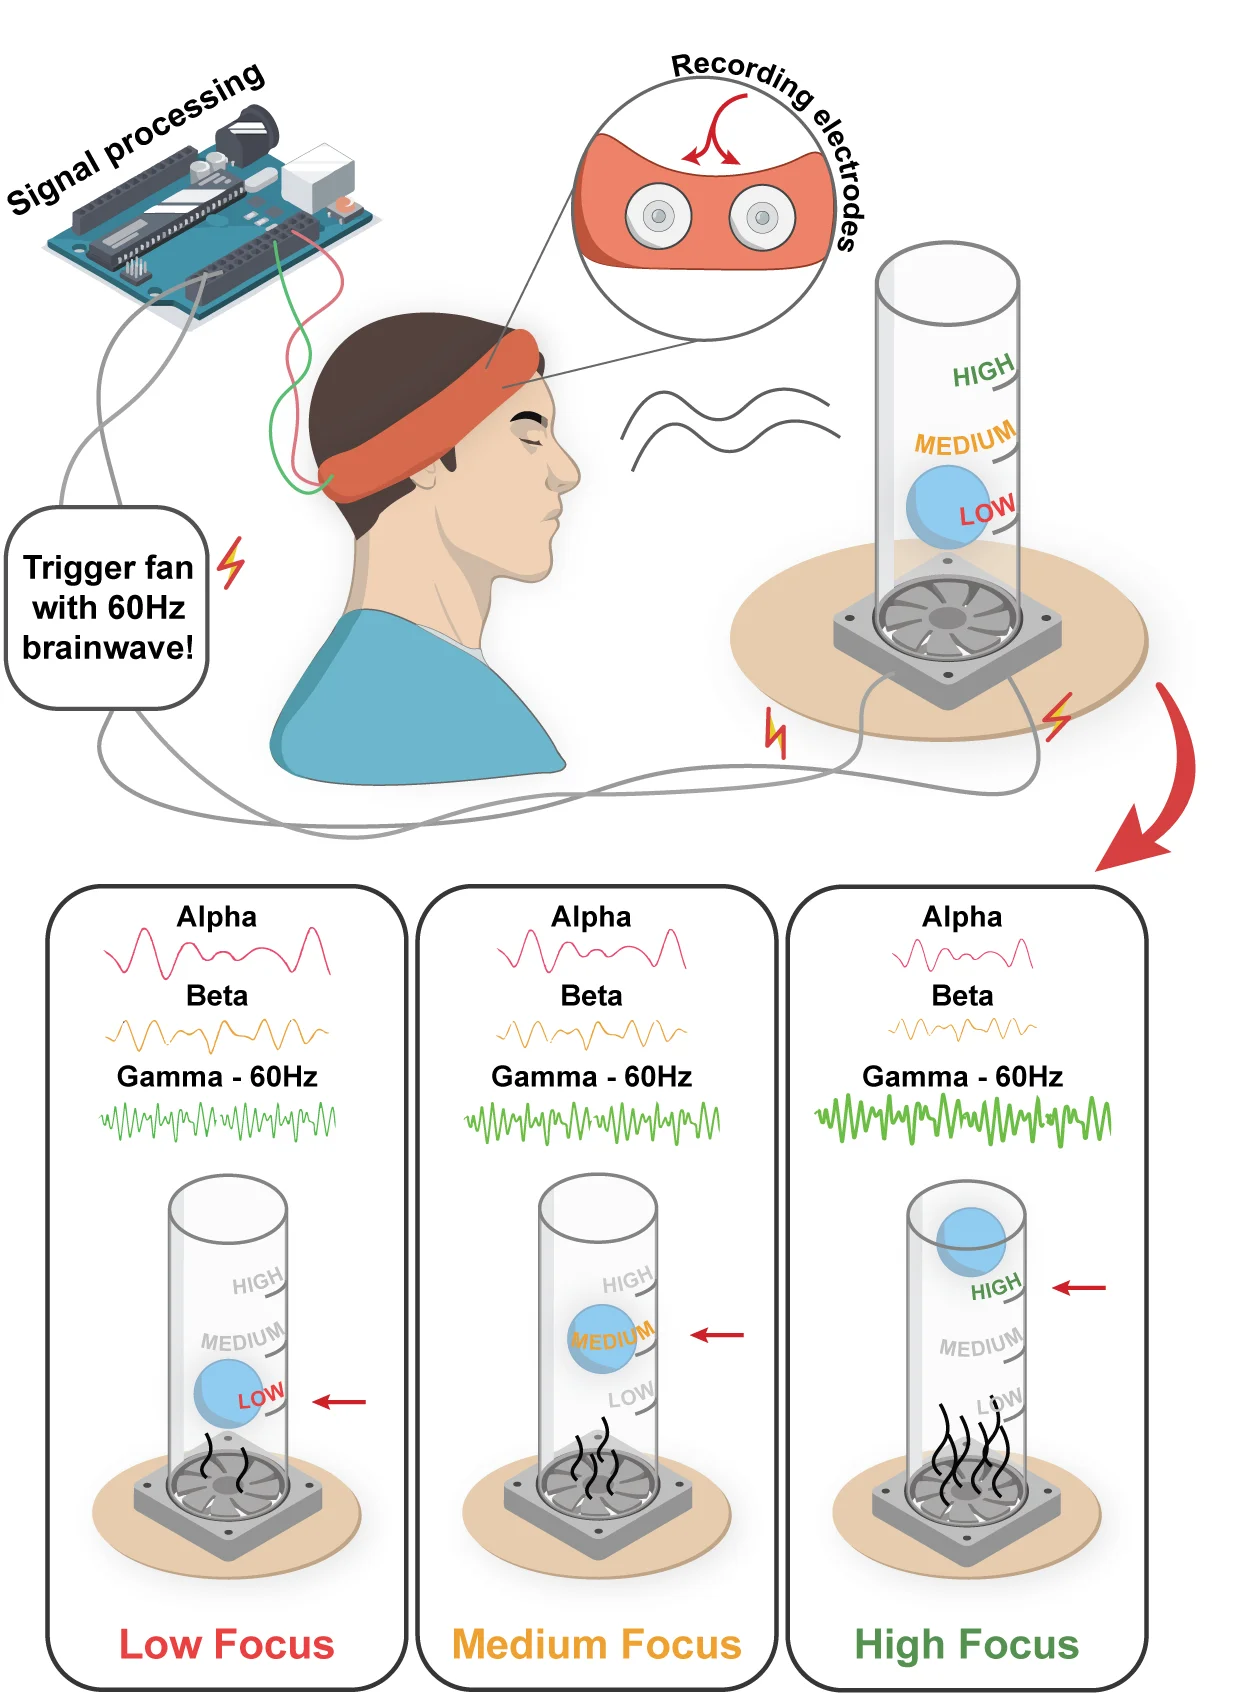 Signal processing
Recording electrodes
HIGH
MEDIUM
LOW
Trigger fan
with 60Hz
brainwave!
Alpha
Beta
Gamma - 60Hz
HIGH
MEDIUM
LOW
Low Focus
Alpha
Beta
Gamma - 60Hz
HIGH
MEDIUM
LOW
Medium Focus
Alpha
Beta
Gamma - 60Hz
HIGH
MEDIUM
LOW
High Focus